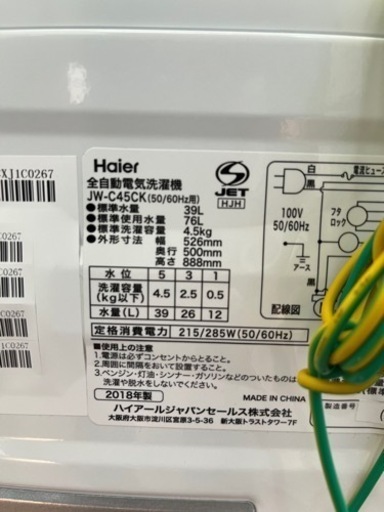 XJ1C0267
C0267
C0267
C0267
1C0267
Haier
全自動電気洗濯機
JW-C45CK(50/60Hz用)
●標準水量 39L
●標準使用水量 76L
●標準洗濯容量 4.5kg
●外形寸法 幅 526mm
奥行 500mm
高さ 888mm
JET
HJH
水位 5 3 1
洗濯容量(kg以下) 4.5 2.5 0.5
水量(L) 39 26 12
定格消費電力 215/285W(50/60Hz)
白
電流ヒュー
黒
100V
50/60Hz
フタ
ロック
アース
黒
配線図
■使用上の注意
1.電源は必ずコンセントからとること。
2.周囲に間隔をおいて設置すること。
3.ベンジン・灯油・シンナー・ガソリンなどのついたものは
洗濯や脱水をしないでください。
2018年製
MADE IN CHINA
ハイアールジャパンセールス株式会社
大阪府大阪市淀川区宮原3-5-36 新大阪トラストタワー7F